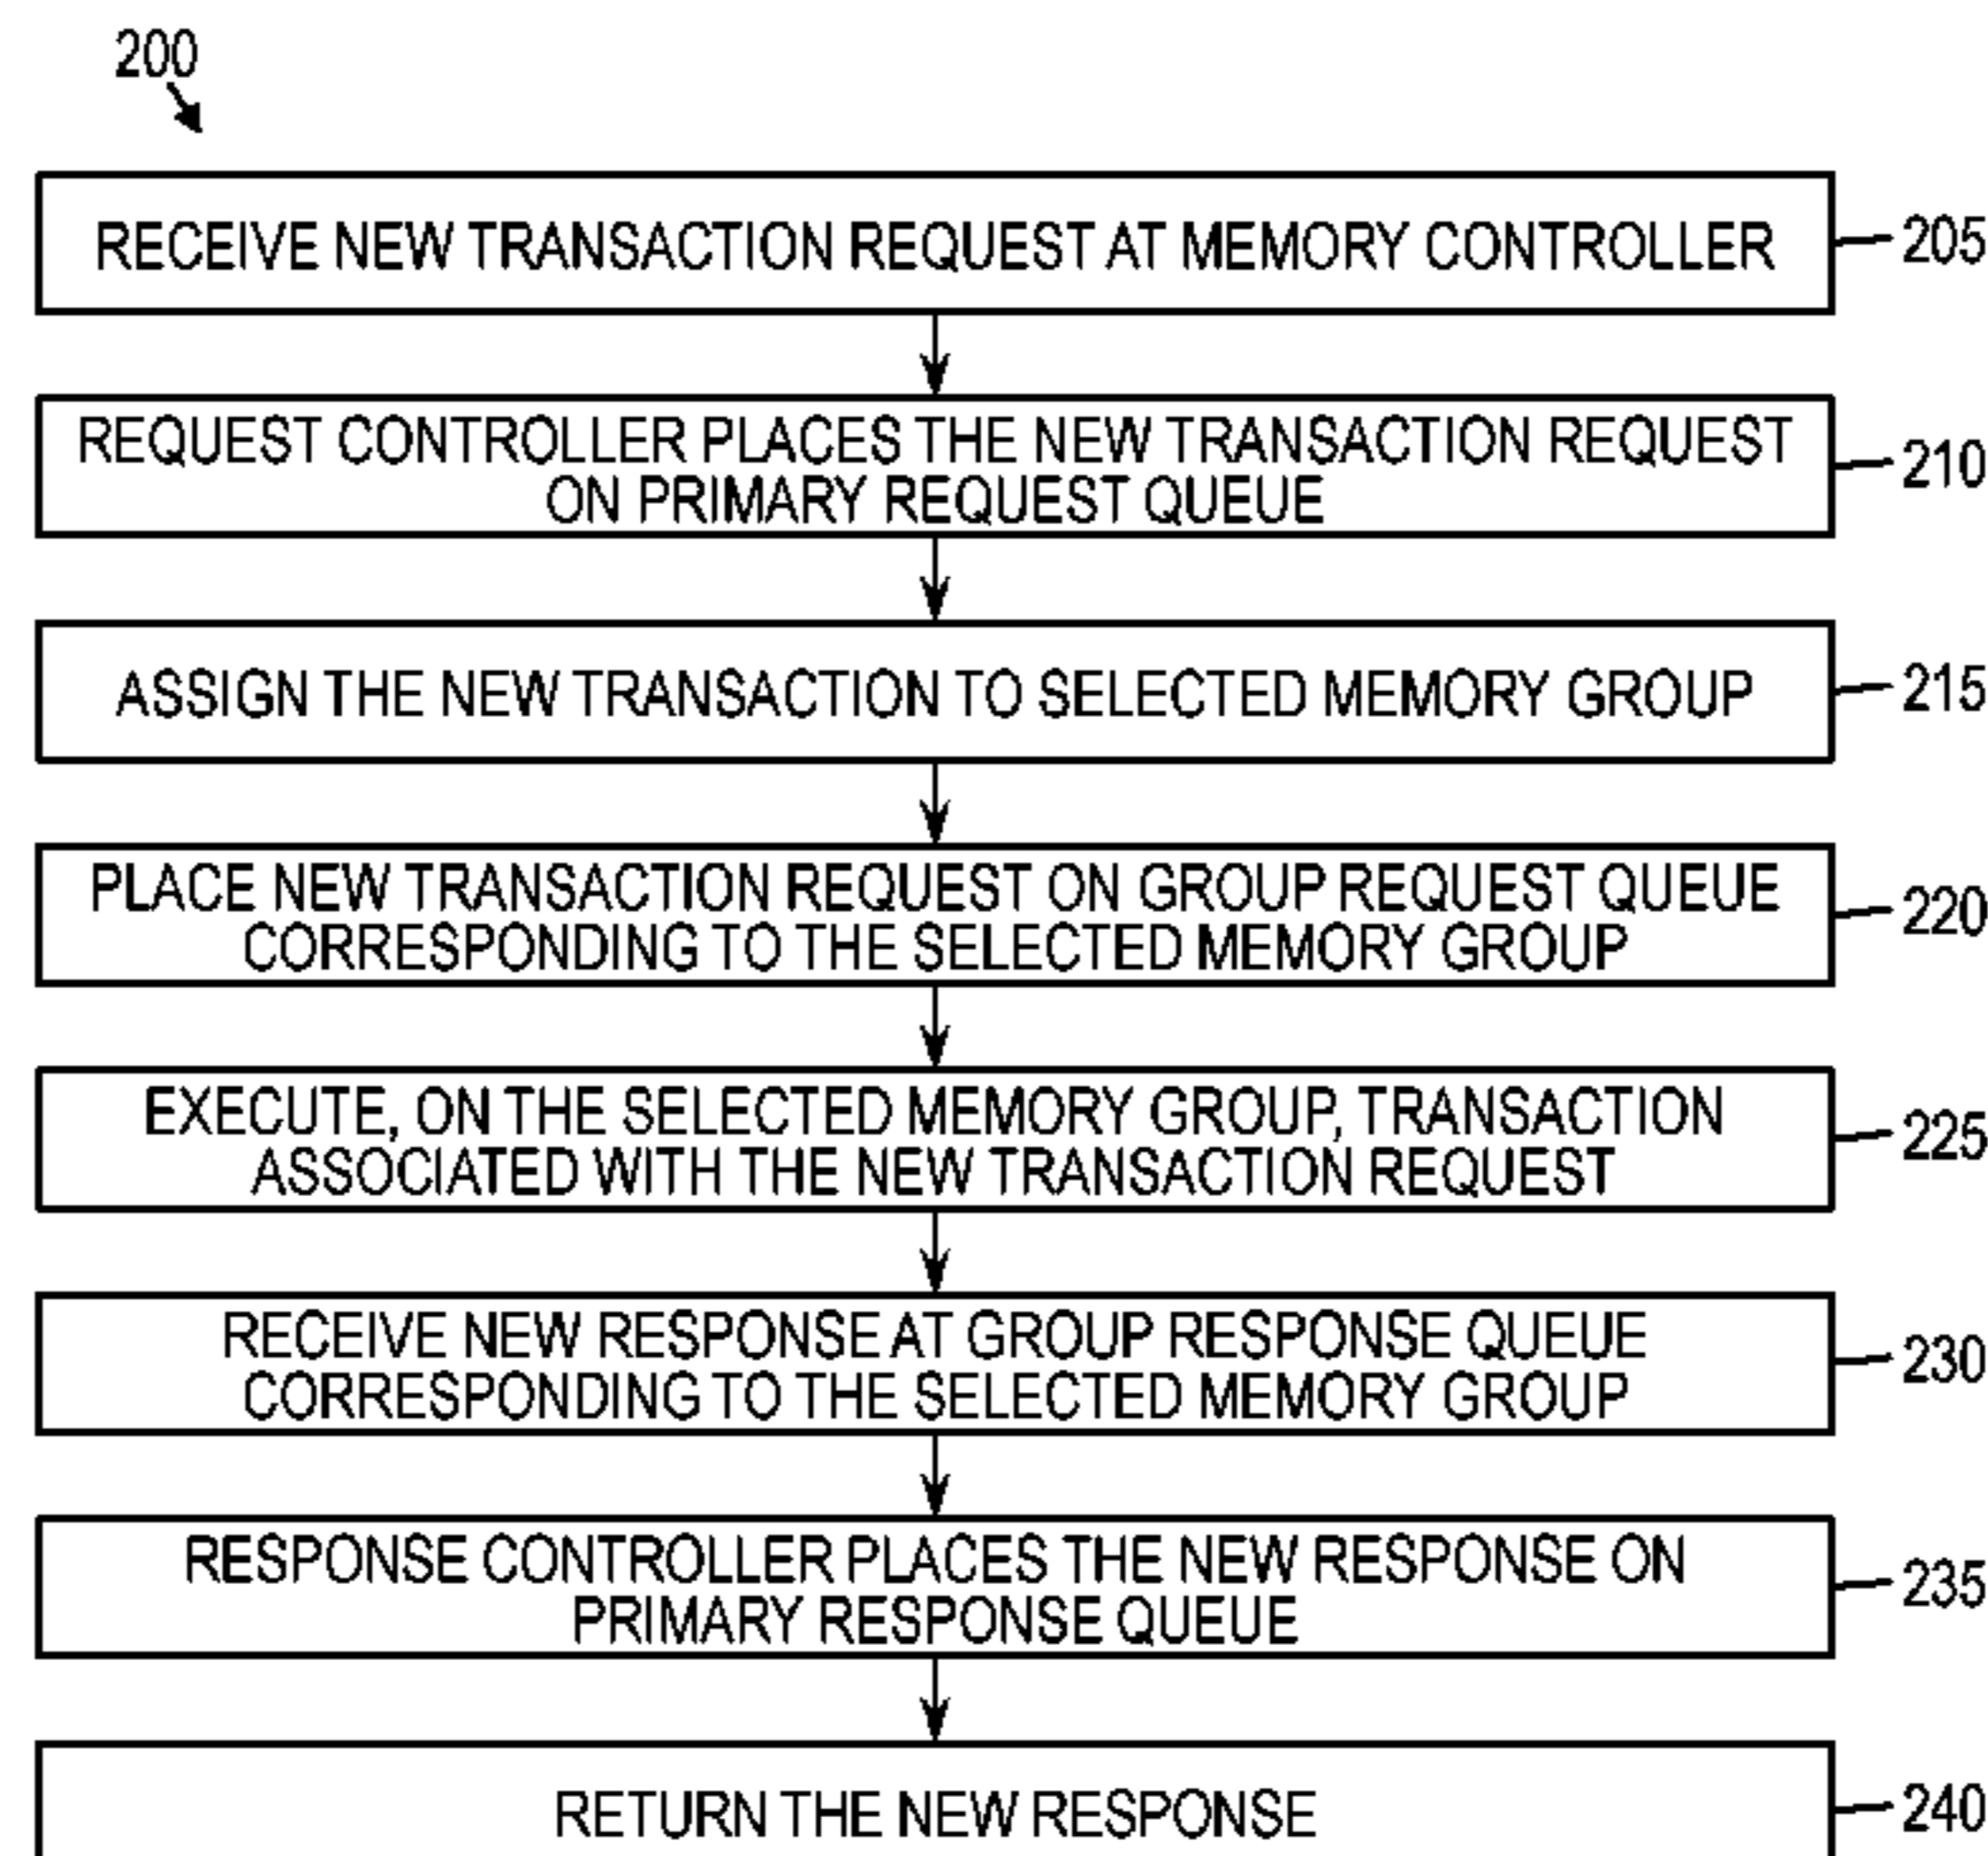 200
RECEIVE NEW TRANSACTION REQUEST AT MEMORY CONTROLLER
205
REQUEST CONTROLLER PLACES THE NEW TRANSACTION REQUEST
ON PRIMARY REQUEST QUEUE
210
ASSIGN THE NEW TRANSACTION TO SELECTED MEMORY GROUP
215
PLACE NEW TRANSACTION REQUEST ON GROUP REQUEST QUEUE
CORRESPONDING TO THE SELECTED MEMORY GROUP
220
EXECUTE, ON THE SELECTED MEMORY GROUP, TRANSACTION
ASSOCIATED WITH THE NEW TRANSACTION REQUEST
225
RECEIVE NEW RESPONSE AT GROUP RESPONSE QUEUE
CORRESPONDING TO THE SELECTED MEMORY GROUP
230
RESPONSE CONTROLLER PLACES THE NEW RESPONSE ON
PRIMARY RESPONSE QUEUE
235
RETURN THE NEW RESPONSE
240